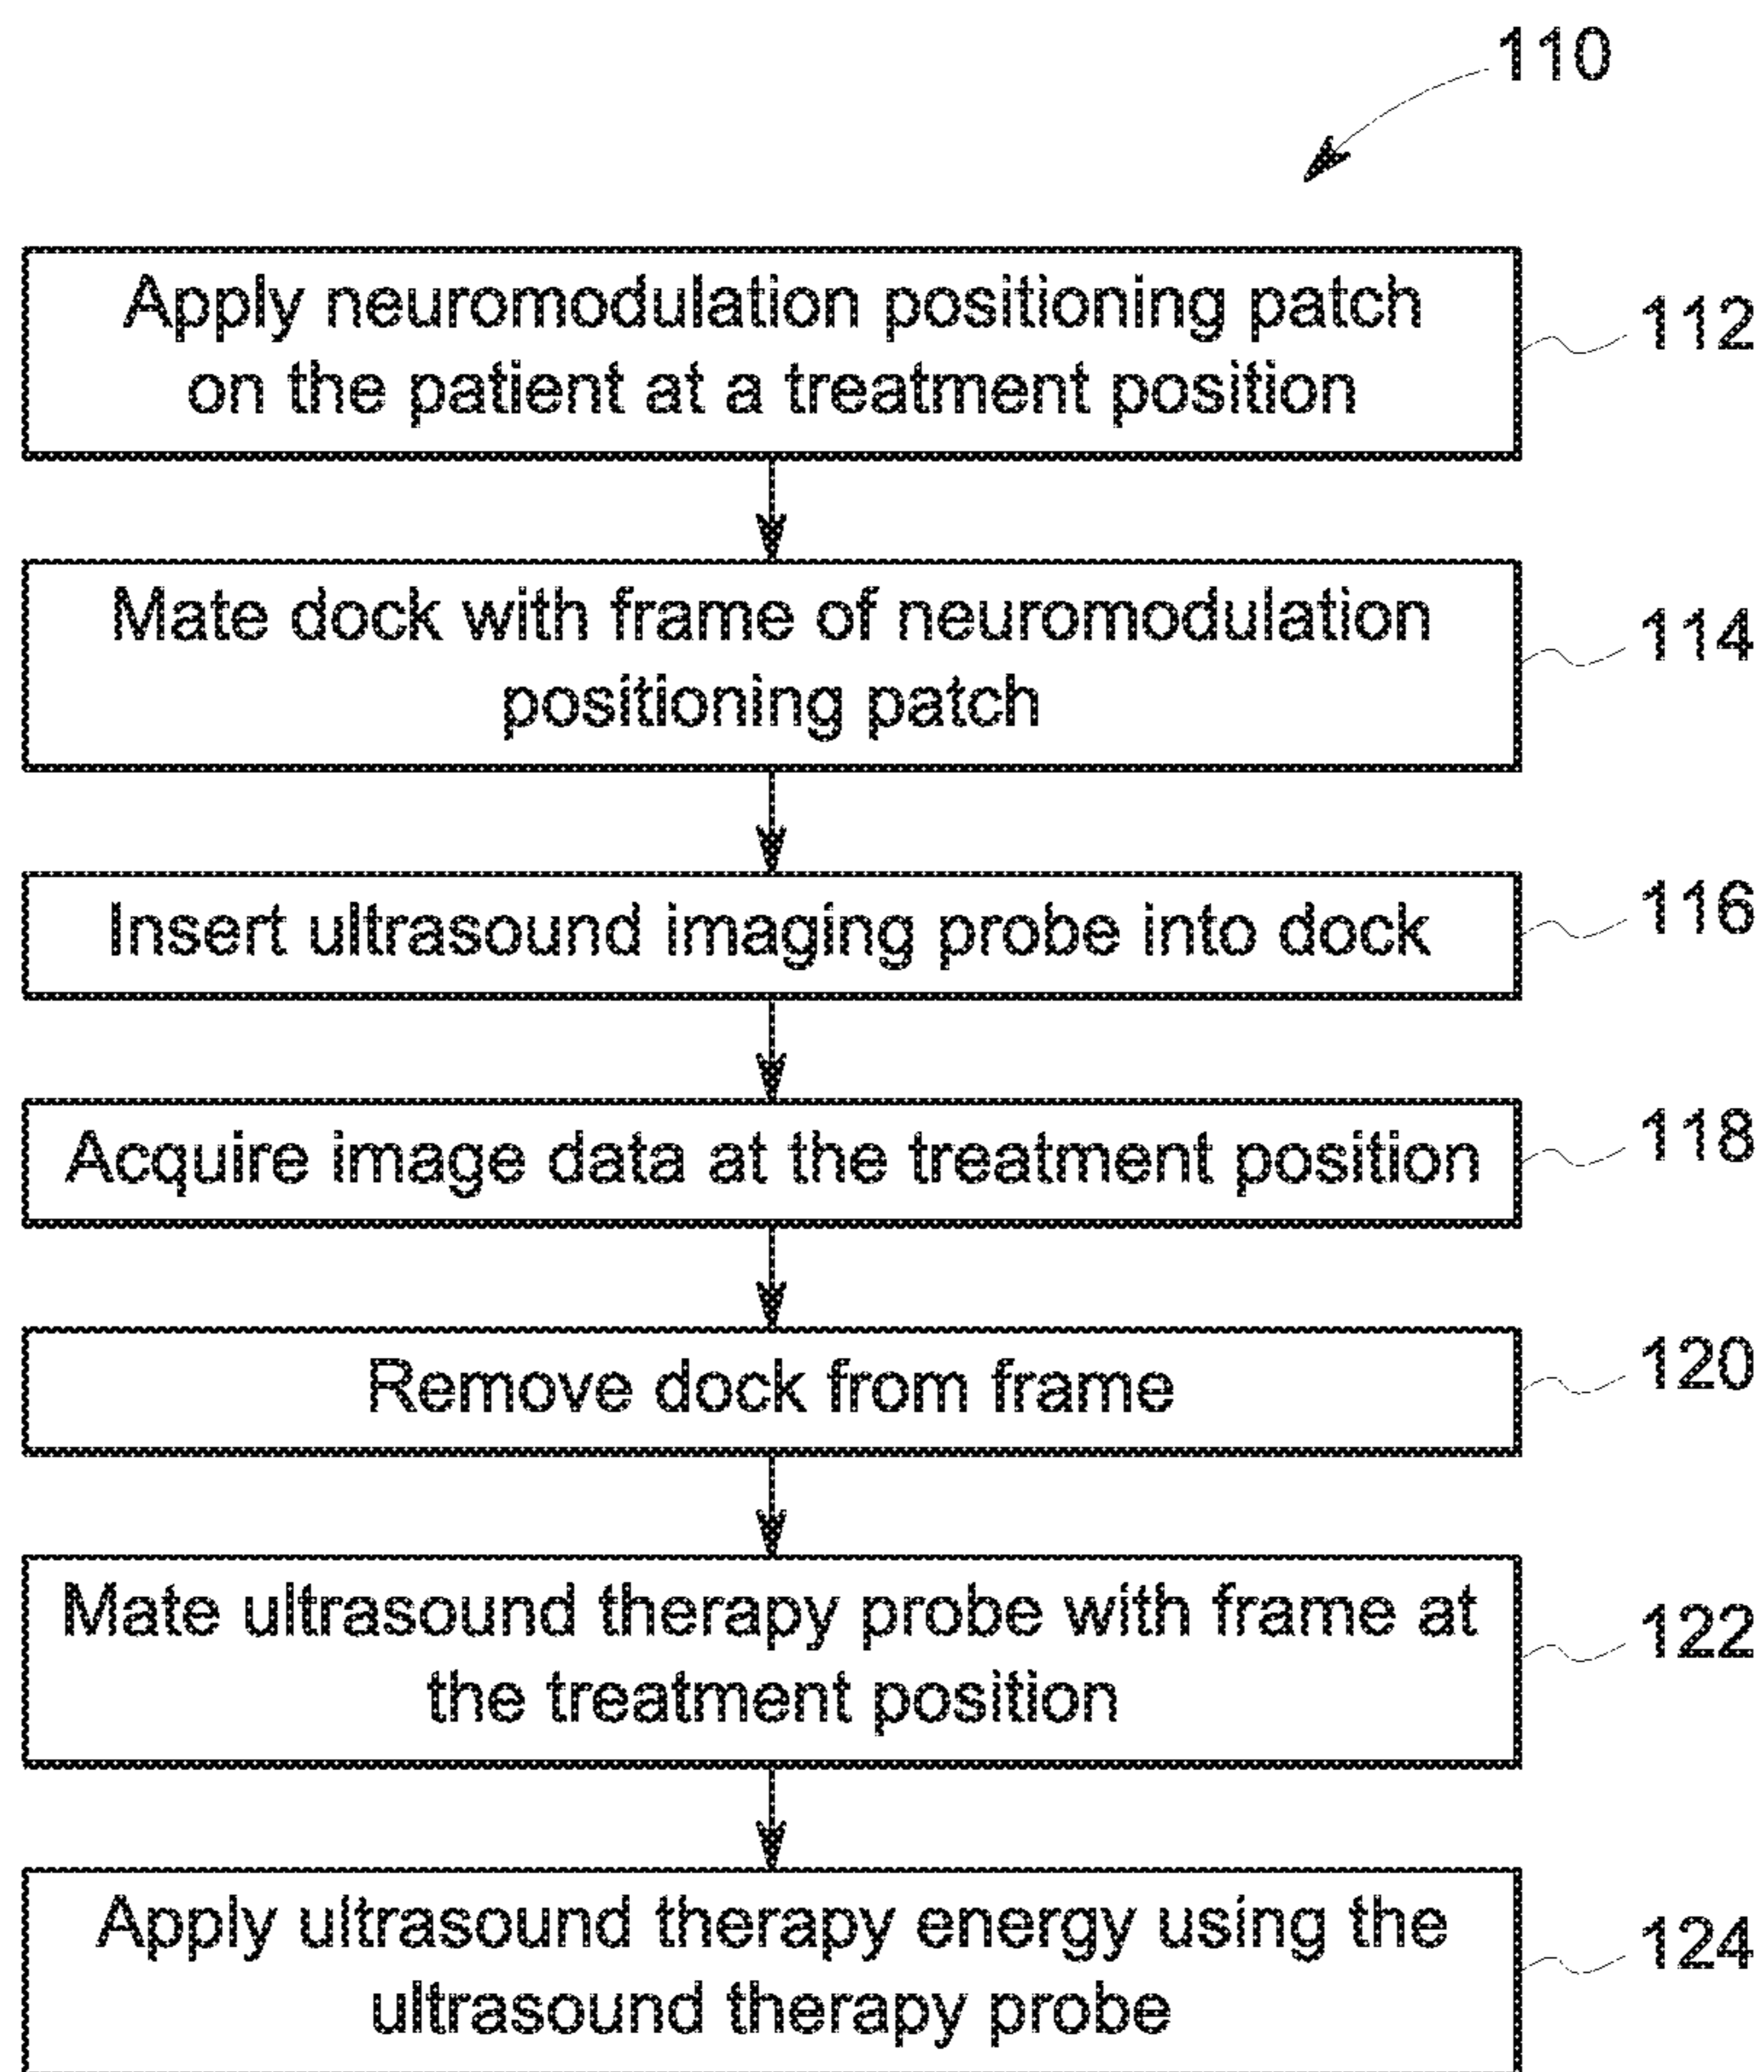 110
Apply neuromodulation positioning patch
on the patient at a treatment position
112
Mate dock with frame of neuromodulation
positioning patch
114
Insert ultrasound imaging probe into dock
116
Acquire image data at the treatment position
118
Remove dock from frame
120
Mate ultrasound therapy probe with frame at
the treatment position
122
Apply ultrasound therapy energy using the
ultrasound therapy probe
124